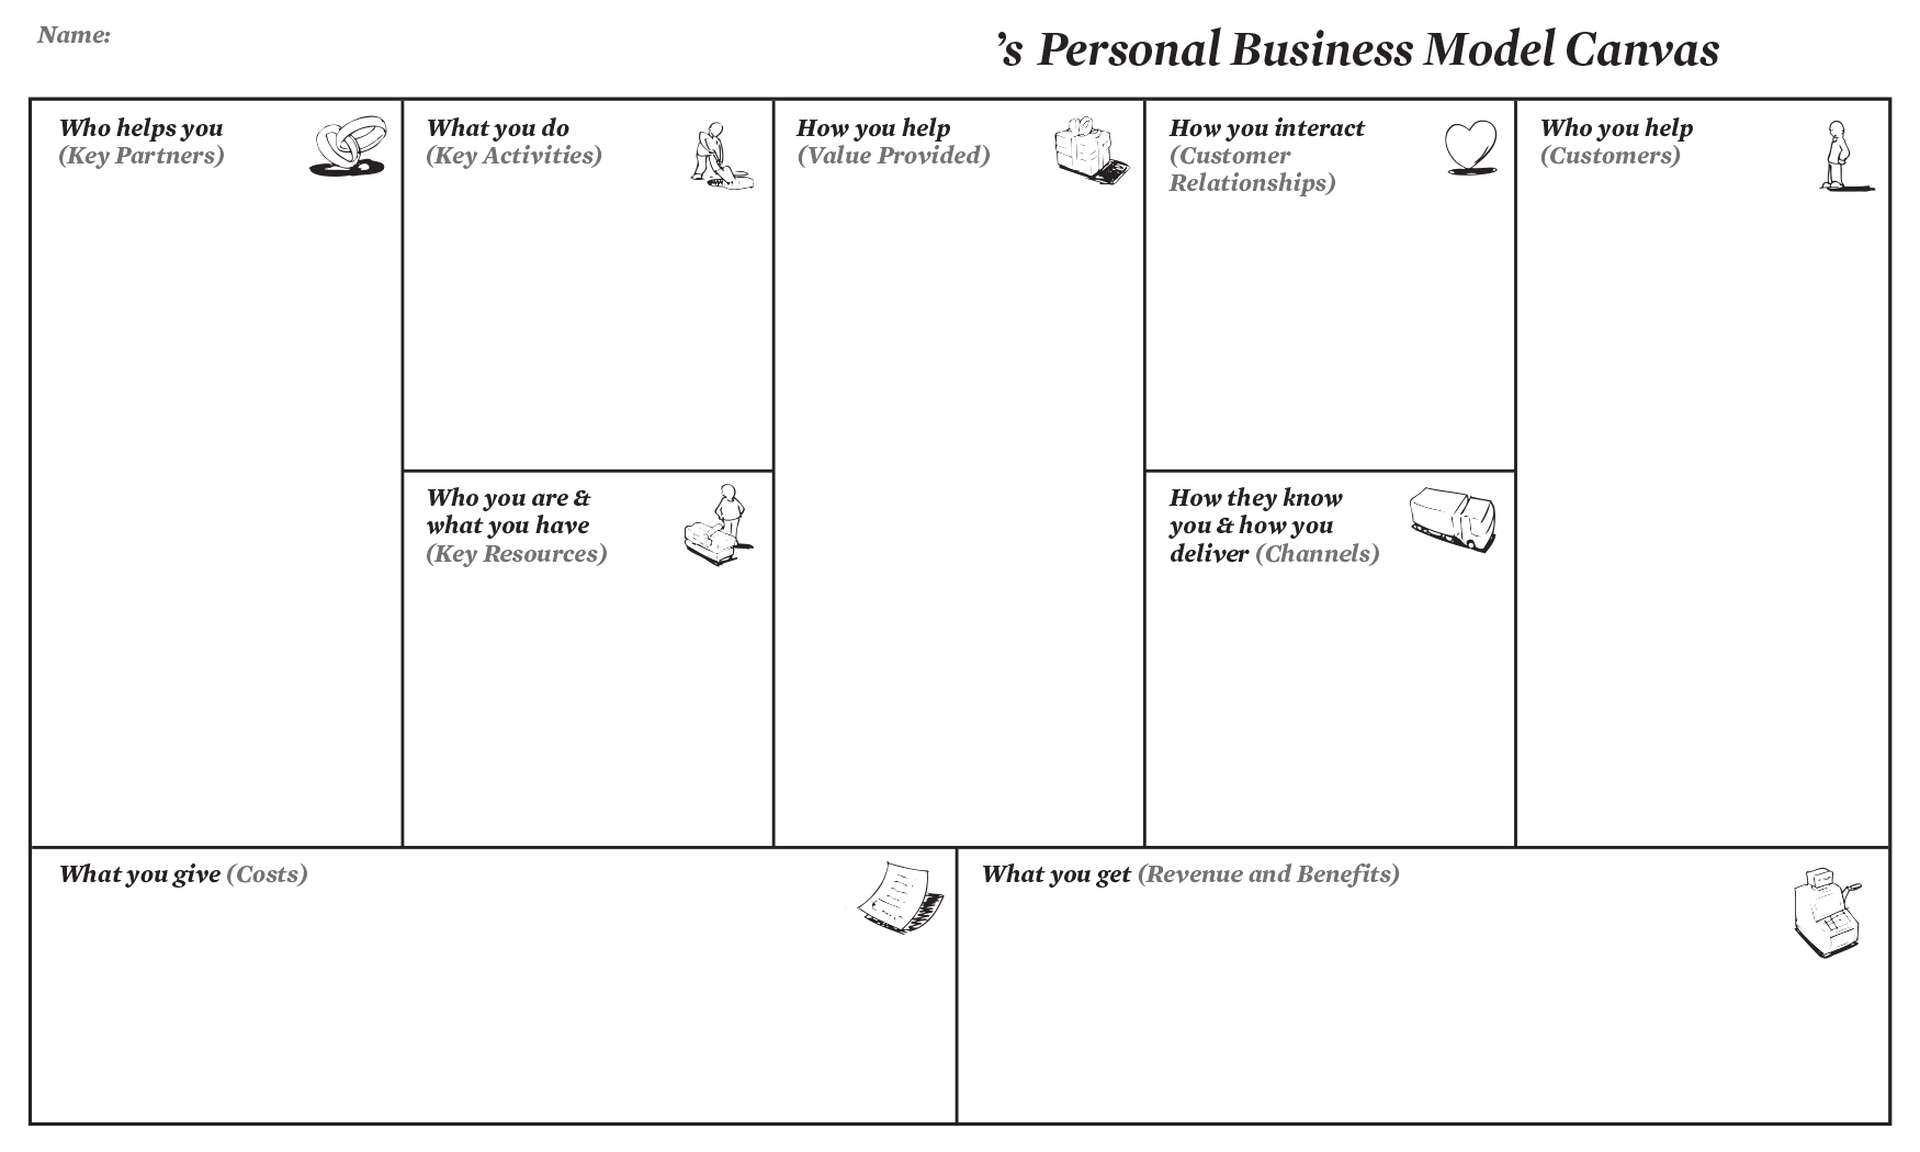 Name:
’s Personal Business Model Canvas
Who helps you
(Key Partners)
What you do
(Key Activities)
How you help
(Value Provided)
How you interact
(Customer
Relationships)
Who you help
(Customers)
Who you are &
what you have
(Key Resources)
How they know
you & how you
deliver (Channels)
What you give (Costs)
What you get (Revenue and Benefits)